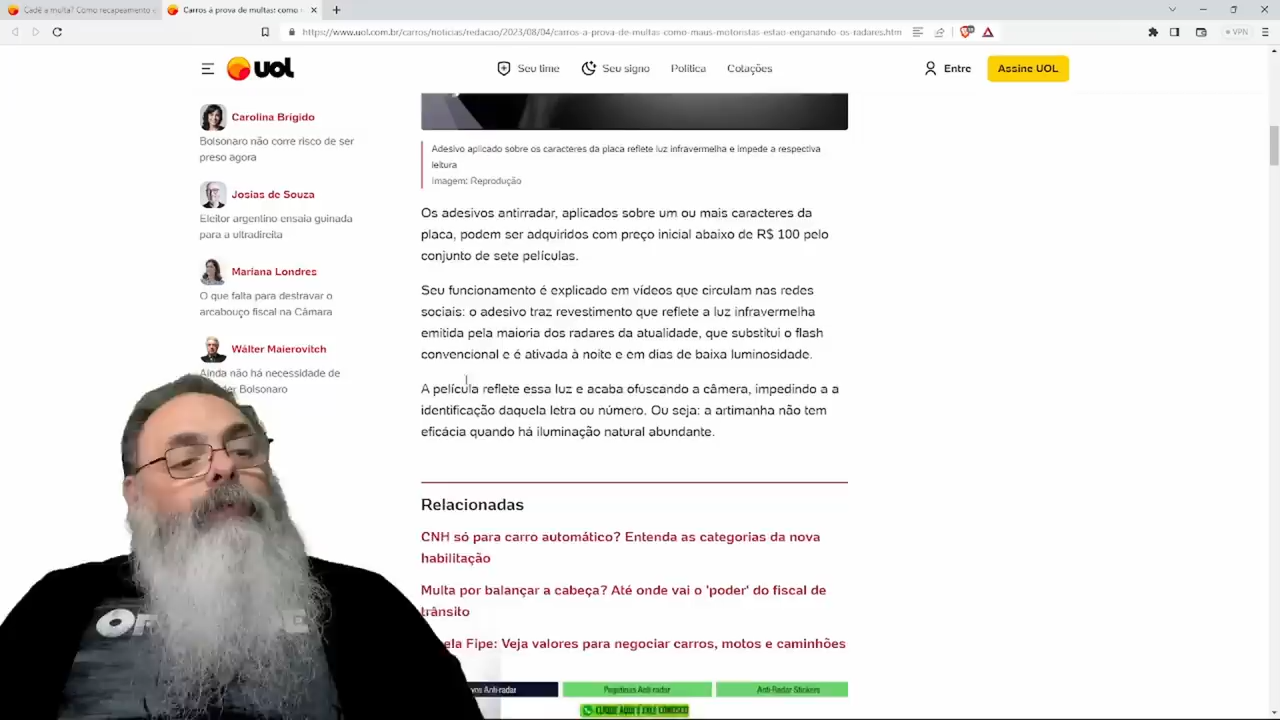 Cadê a multa? Como recapeamento
Carros à prova de multas: como
https://www.uol.com.br/carros/noticias/redacao/2023/08/04/carros-a-prova-de-multas-como-maus-motoristas-estao-enganando-os-radares.htm
VPN
UOL
Seu time
Seu signo
Política
Cotações
Entre
Assine UOL
Carolina Brígido
Bolsonaro não corre risco de ser
preso agora
Josias de Souza
Eleitor argentino ensaia guinada
para a ultradireita
Mariana Londres
O que falta para destravar o
arcabouço fiscal na Câmara
Wálter Maierovitch
Ainda não há necessidade de
Bolsonaro
Adesivo aplicado sobre os caracteres da placa reflete luz infravermelha e impede a respectiva
leitura
Imagem: Reprodução
Os adesivos antirradar, aplicados sobre um ou mais caracteres da
placa, podem ser adquiridos com preço inicial abaixo de R$ 100 pelo
conjunto de sete películas.
Seu funcionamento é explicado em vídeos que circulam nas redes
sociais: o adesivo traz revestimento que reflete a luz infravermelha
emitida pela maioria dos radares da atualidade, que substitui o flash
convencional e é ativada à noite e em dias de baixa luminosidade.
A película reflete essa luz e acaba ofuscando a câmera, impedindo a a
identificação daquela letra ou número. Ou seja: a artimanha não tem
eficácia quando há iluminação natural abundante.
Relacionadas
CNH só para carro automático? Entenda as categorias da nova
habilitação
Multa por balançar a cabeça? Até onde vai o 'poder' do fiscal de
trânsito
ela Fipe: Veja valores para negociar carros, motos e caminhões
Anti-radar
Pegatinas Anti-radar
Anti-Radar Stickers
CLIQUE AQUI E FALE CONOSCO